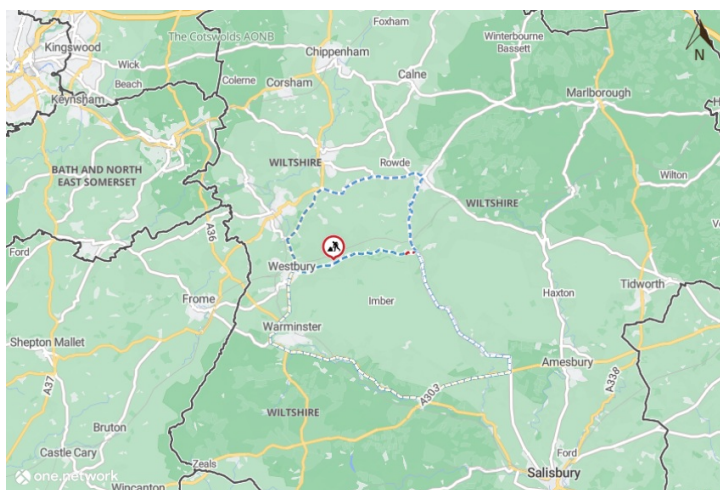 Foxham
Kingswood
The Cotswolds AONB
Winterbourne
Bassett
Wick
Chippenham
Beach
Colerne
Calne
Corsham
Keynsham
Marlborough
N
BATH AND NORTH
EAST SOMERSET
WILTSHIRE
Rowde
Wilton
WILTSHIRE
Ford
A36
Westbury
Tidworth
Frome
Imber
Haxton
Warminster
Shepton Mallet
Amesbury
A37
A303
A338
WILTSHIRE
Bruton
Castle Cary
Ford
Zeals
Salisbury
one.network
Wincanton